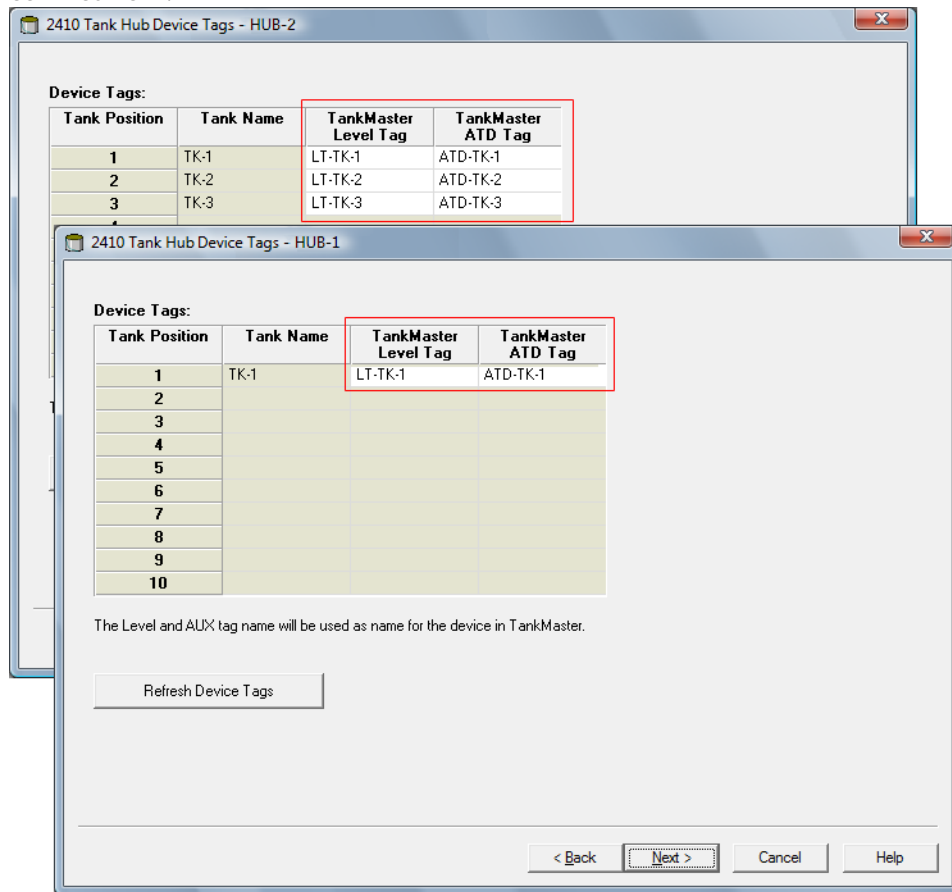 2410 Tank Hub Device Tags - HUB-2
X
Device Tags:
Tank Position Tank Name TankMaster Level Tag TankMaster ATD Tag
1 TK-1 LT-TK-1 ATD-TK-1
2 TK-2 LT-TK-2 ATD-TK-2
3 TK-3 LT-TK-3 ATD-TK-3
2410 Tank Hub Device Tags - HUB-1
X
Device Tags:
Tank Position Tank Name TankMaster Level Tag TankMaster ATD Tag
1 TK-1 LT-TK-1 ATD-TK-1
2
3
4
5
6
7
8
9
10
The Level and AUX tag name will be used as name for the device in TankMaster.
Refresh Device Tags
< Back Next > Cancel Help